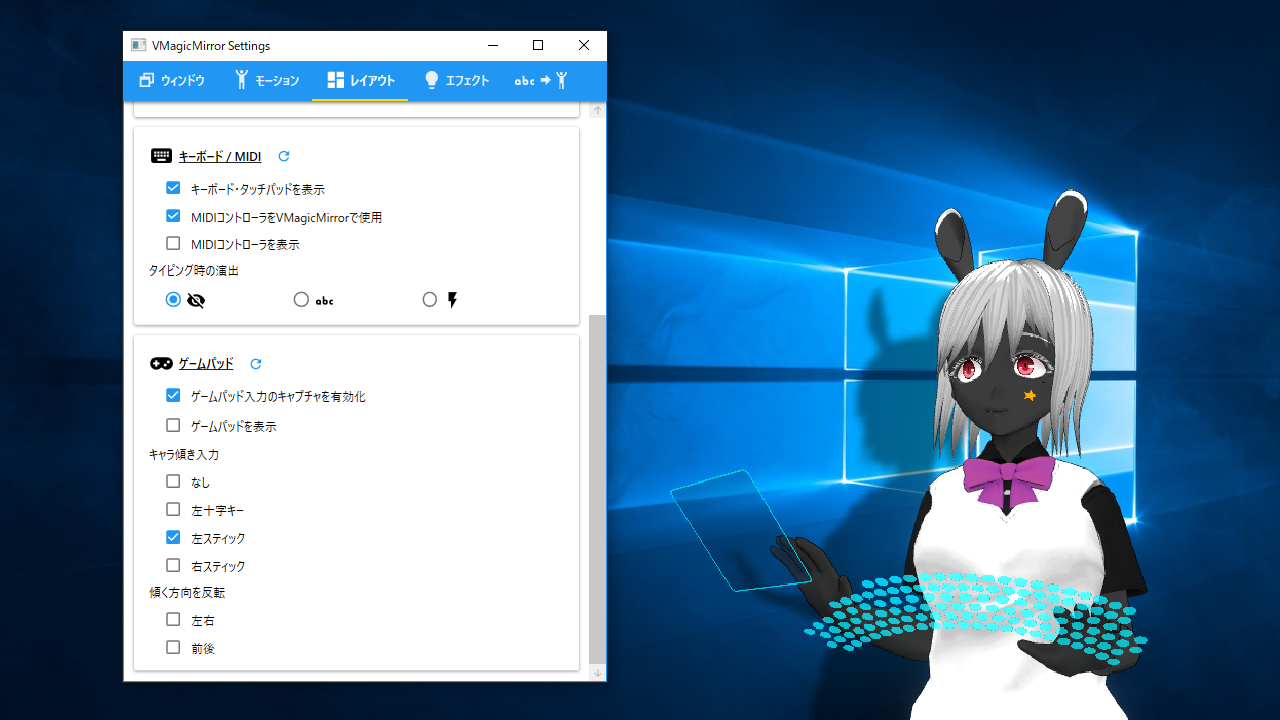 VMagicMirror Settings
ウィンドウ モーション レイアウト エフェクト abc
キーボード / MIDI
キーボード・タッチパッドを表示
MIDIコントローラをVMagicMirrorで使用
MIDIコントローラを表示
タイピング時の演出
abc
ゲームパッド
ゲームパッド入力のキャプチャを有効化
ゲームパッドを表示
キャラ傾き入力
なし
左十字キー
左スティック
右スティック
傾く方向を反転
左右
前後